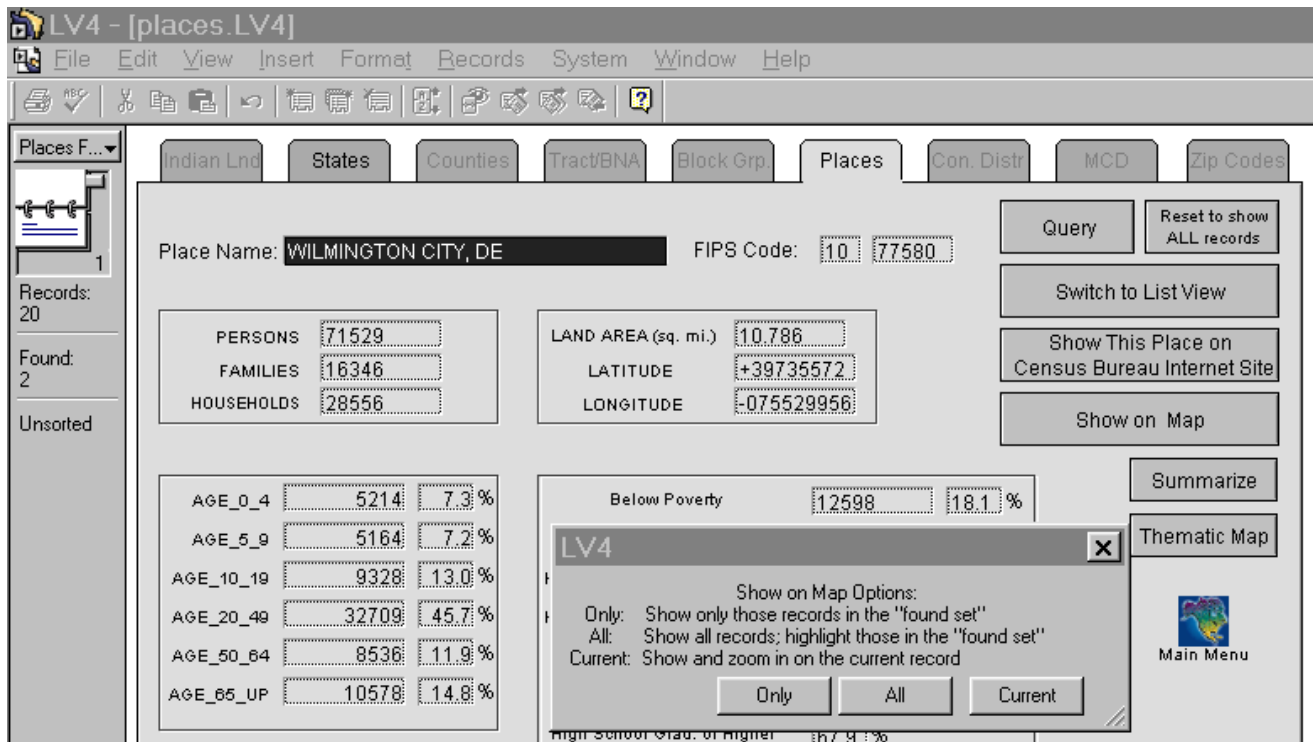 LV4 - [places.LV4]
File Edit View Insert Format Records System Window Help
Places F...
1
Records:
20
Found:
2
Unsorted
Indian Lnd States Counties Tract/BNA Block Grp. Places Con. Distr MCD Zip Codes
Place Name: WILMINGTON CITY, DE
FIPS Code: 10 77580
Query
Reset to show
ALL records
Switch to List View
Show This Place on
Census Bureau Internet Site
Show on Map
Summarize
Thematic Map
Main Menu
PERSONS 71529
FAMILIES 16346
HOUSEHOLDS 28556
LAND AREA (sq. mi.) 10.786
LATITUDE +39735572
LONGITUDE -075529956
AGE_0_4 5214 7.3 %
AGE_5_9 5164 7.2 %
AGE_10_19 9328 13.0 %
AGE_20_49 32709 45.7 %
AGE_50_64 8536 11.9 %
AGE_65_UP 10578 14.8 %
Below Poverty 12598 18.1 %
LV4
Show on Map Options:
Only: Show only those records in the "found set"
All: Show all records; highlight those in the "found set"
Current: Show and zoom in on the current record
Only All Current
High School Grad. or Higher 67.9 %